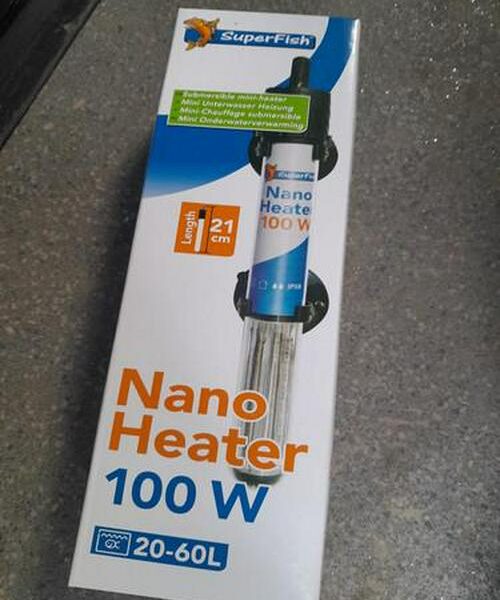 SuperFish
Submersible mini-heater
Mini Unterwasser Heizung
Mini-Chauffage submersible
Mini Onderwaterverwarming
SuperFish
Nano
Heater
100 W
Length
21
cm
IP68
Nano
Heater
100 W
20-60L